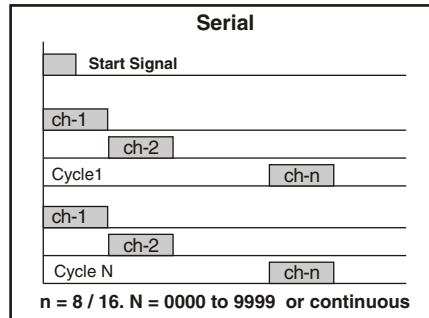 Serial
Start Signal
ch-1
ch-2
Cycle1 ch-n
ch-1
ch-2
Cycle N ch-n
n = 8 / 16. N = 0000 to 9999 or continuous